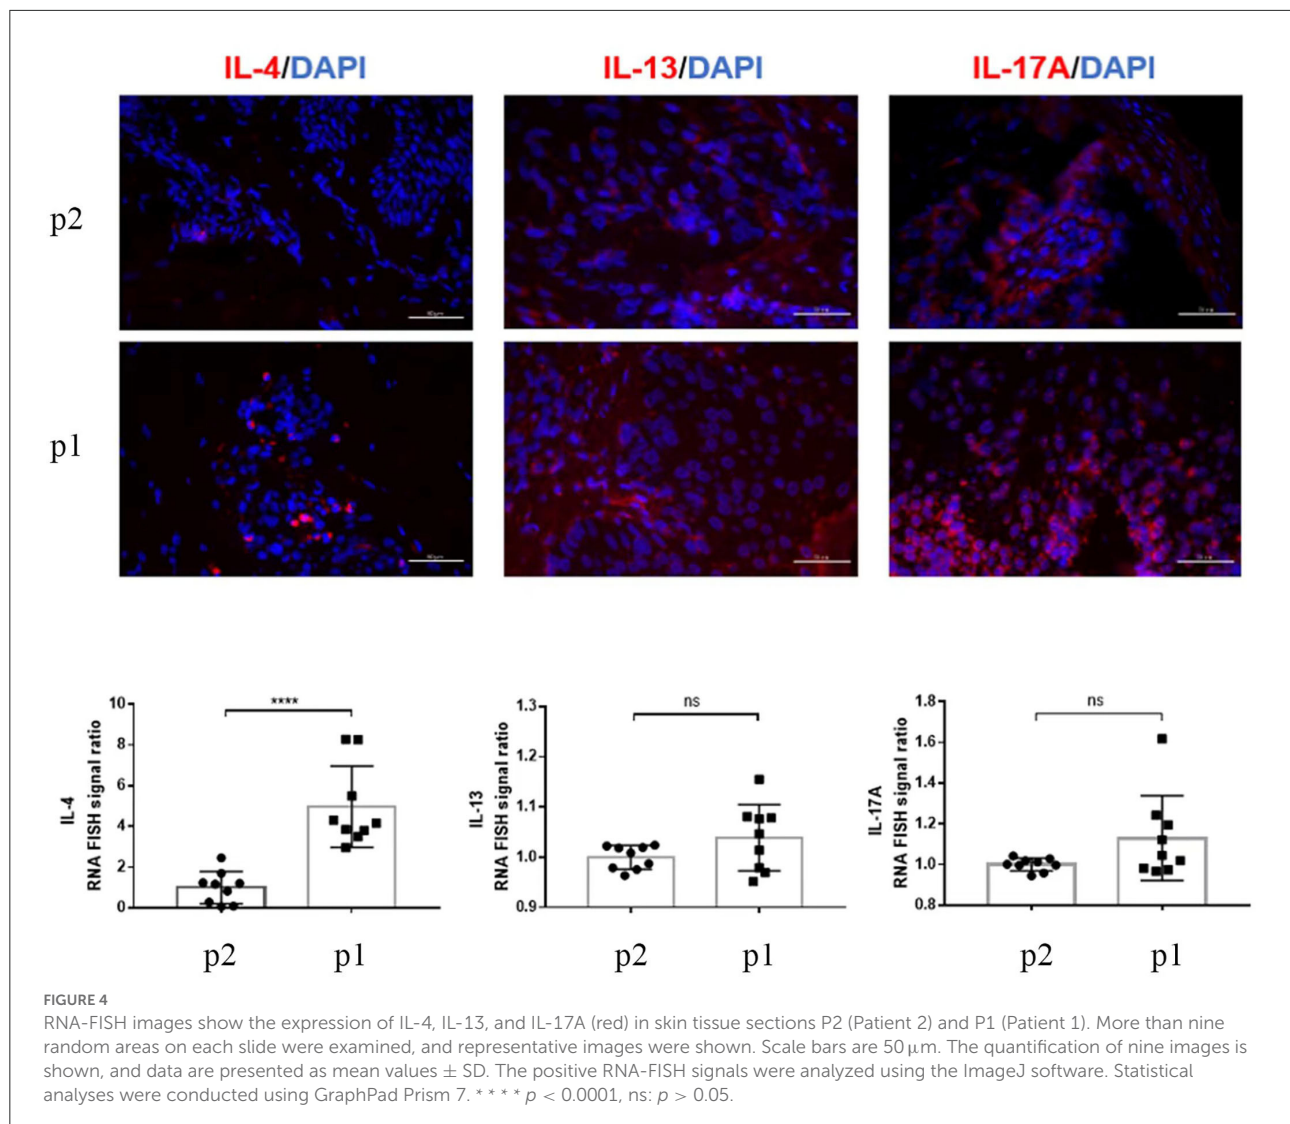 IL-4/DAPI IL-13/DAPI IL-17A/DAPI
p2
p1
IL-4
RNA FISH signal ratio
10
8
6
4
2
0
****
p2 p1
IL-13
RNA FISH signal ratio
1.3
1.2
1.1
1.0
0.9
ns
p2 p1
IL-17A
RNA FISH signal ratio
1.8
1.6
1.4
1.2
1.0
0.8
ns
p2 p1
FIGURE 4
RNA-FISH images show the expression of IL-4, IL-13, and IL-17A (red) in skin tissue sections P2 (Patient 2) and P1 (Patient 1). More than nine
random areas on each slide were examined, and representative images were shown. Scale bars are 50 μm. The quantification of nine images is
shown, and data are presented as mean values ± SD. The positive RNA-FISH signals were analyzed using the ImageJ software. Statistical
analyses were conducted using GraphPad Prism 7. * * * * p < 0.0001, ns: p > 0.05.